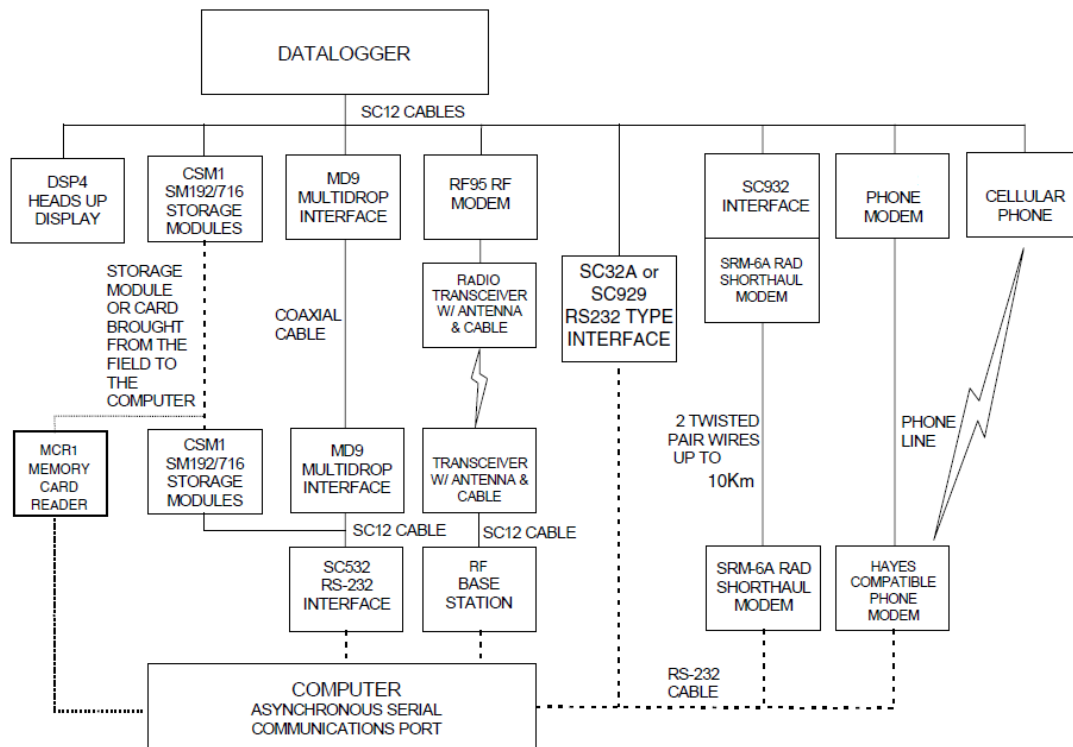 DATALOGGER
SC12 CABLES
DSP4
HEADS UP
DISPLAY
CSM1
SM192/716
STORAGE
MODULES
MD9
MULTIDROP
INTERFACE
RF95 RF
MODEM
SC932
INTERFACE
PHONE
MODEM
CELLULAR
PHONE
STORAGE
MODULE
OR CARD
BROUGHT
FROM THE
FIELD TO
THE
COMPUTER
COAXIAL
CABLE
RADIO
TRANSCEIVER
W/ ANTENNA
& CABLE
SC32A or
SC929
RS232 TYPE
INTERFACE
SRM-6A RAD
SHORTHAUL
MODEM
2 TWISTED
PAIR WIRES
UP TO
10Km
PHONE
LINE
MCR1
MEMORY
CARD
READER
CSM1
SM192/716
STORAGE
MODULES
MD9
MULTIDROP
INTERFACE
TRANSCEIVER
W/ ANTENNA &
CABLE
SC12 CABLE
SC12 CABLE
SC532
RS-232
INTERFACE
RF
BASE
STATION
SRM-6A RAD
SHORTHAUL
MODEM
HAYES
COMPATIBLE
PHONE
MODEM
RS-232
CABLE
COMPUTER
ASYNCHRONOUS SERIAL
COMMUNICATIONS PORT